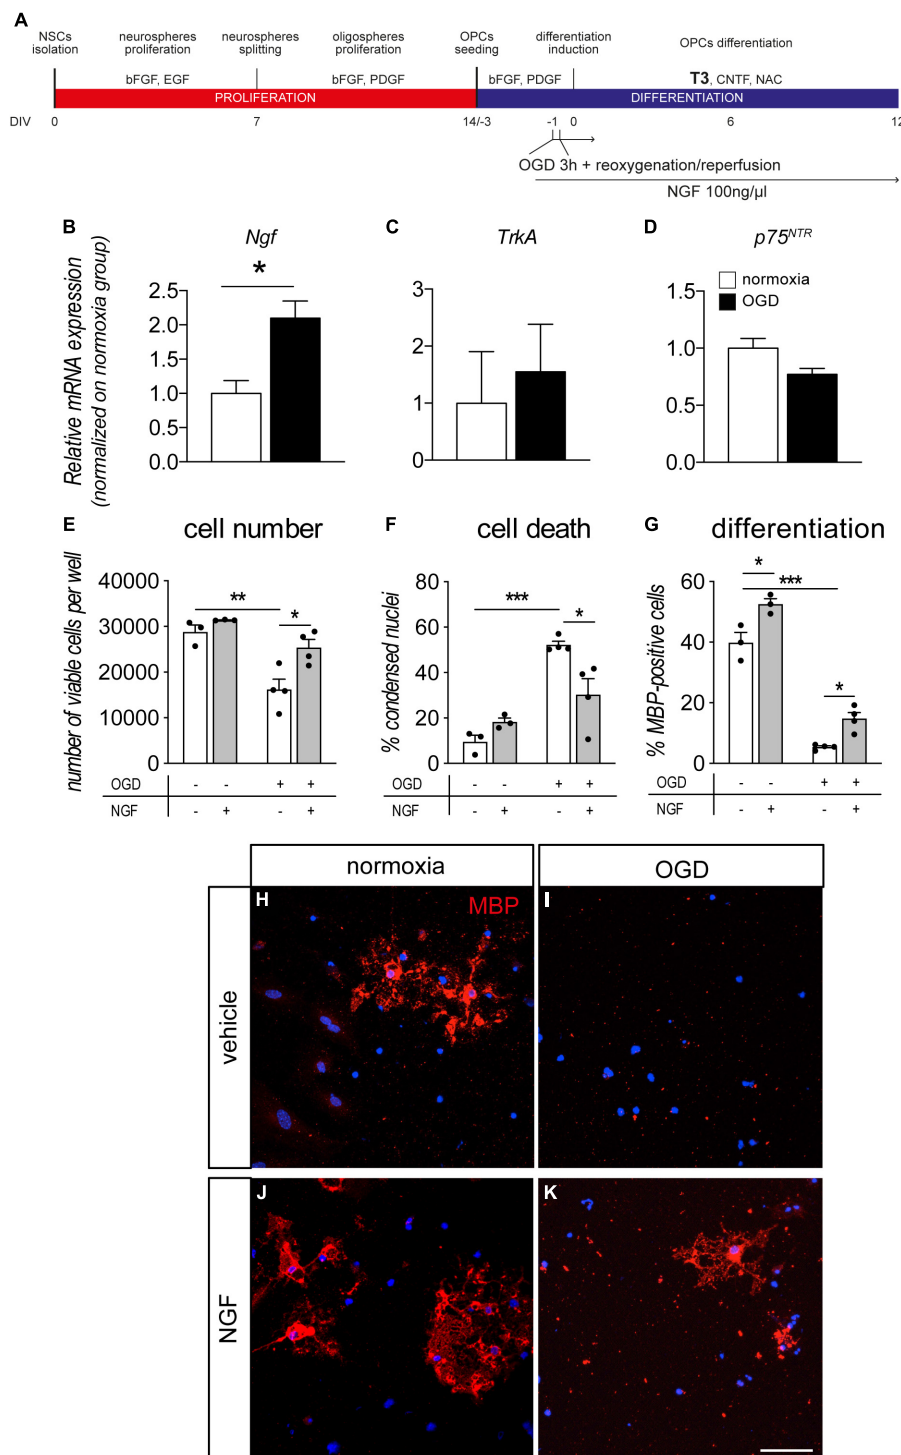 A
NSCs isolation
neurospheres proliferation
neurospheres splitting
oligospheres proliferation
OPCs seeding
differentiation induction
OPCs differentiation
bFGF, EGF
bFGF, PDGF
bFGF, PDGF
T3, CNTF, NAC
PROLIFERATION
DIFFERENTIATION
DIV 0 7 14/-3 -1 0 6 12
OGD 3h + reoxygenation/reperfusion
NGF 100ng/µl
B
Ngf
Relative mRNA expression
(normalized on normoxia group)
*
2.5
2.0
1.0
0.5
0.0
C
TrkA
3
2
1
0
D
p75NTR
normoxia
OGD
1.5
1.0
0.5
0.0
E
cell number
number of viable cells per well
40000
30000
20000
10000
0
**
*
OGD - - + +
NGF - + - +
F
cell death
% condensed nuclei
80
60
40
20
0
***
*
OGD - - + +
NGF - + - +
G
differentiation
% MBP-positive cells
60
40
20
0
*
***
*
OGD - - + +
NGF - + - +
normoxia
OGD
vehicle
NGF
H
MBP
I
J
K